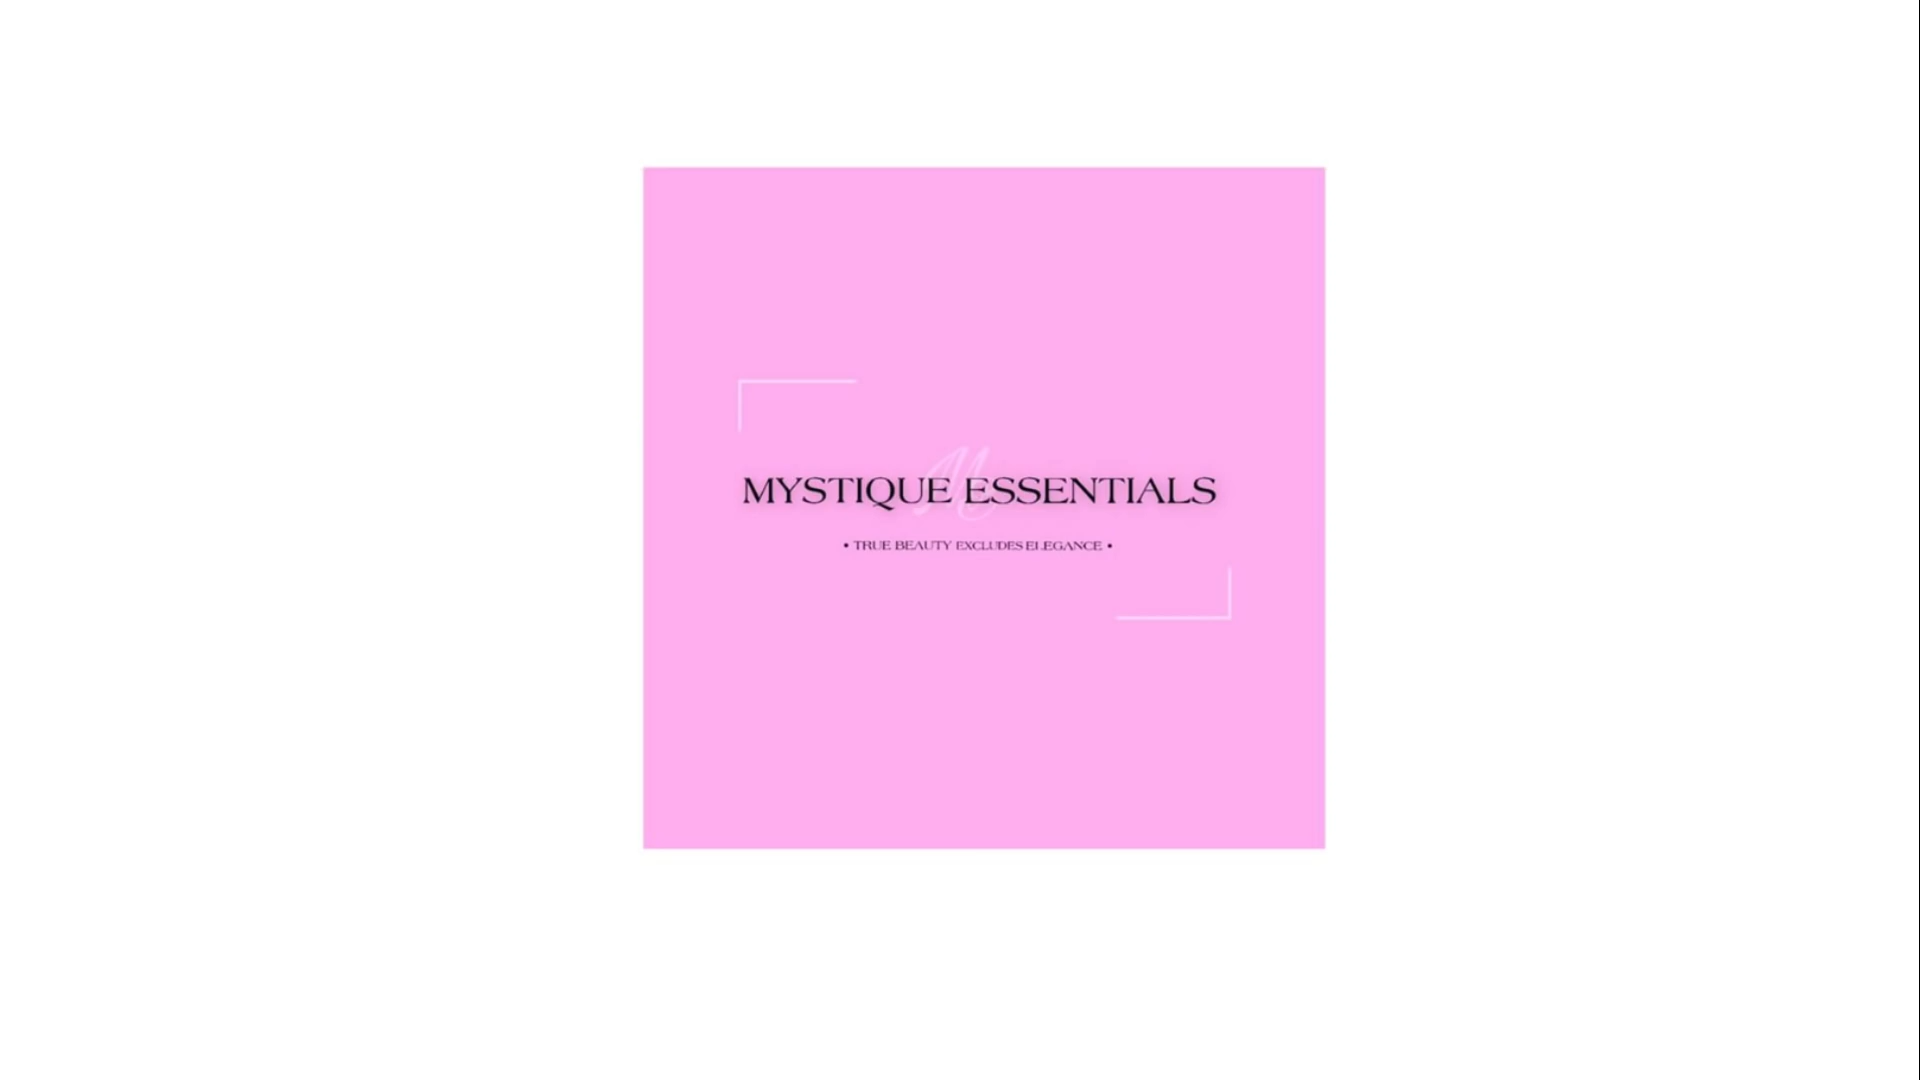 M
MYSTIQUE ESSENTIALS
• TRUE BEAUTY EXCLUDES ELEGANCE •